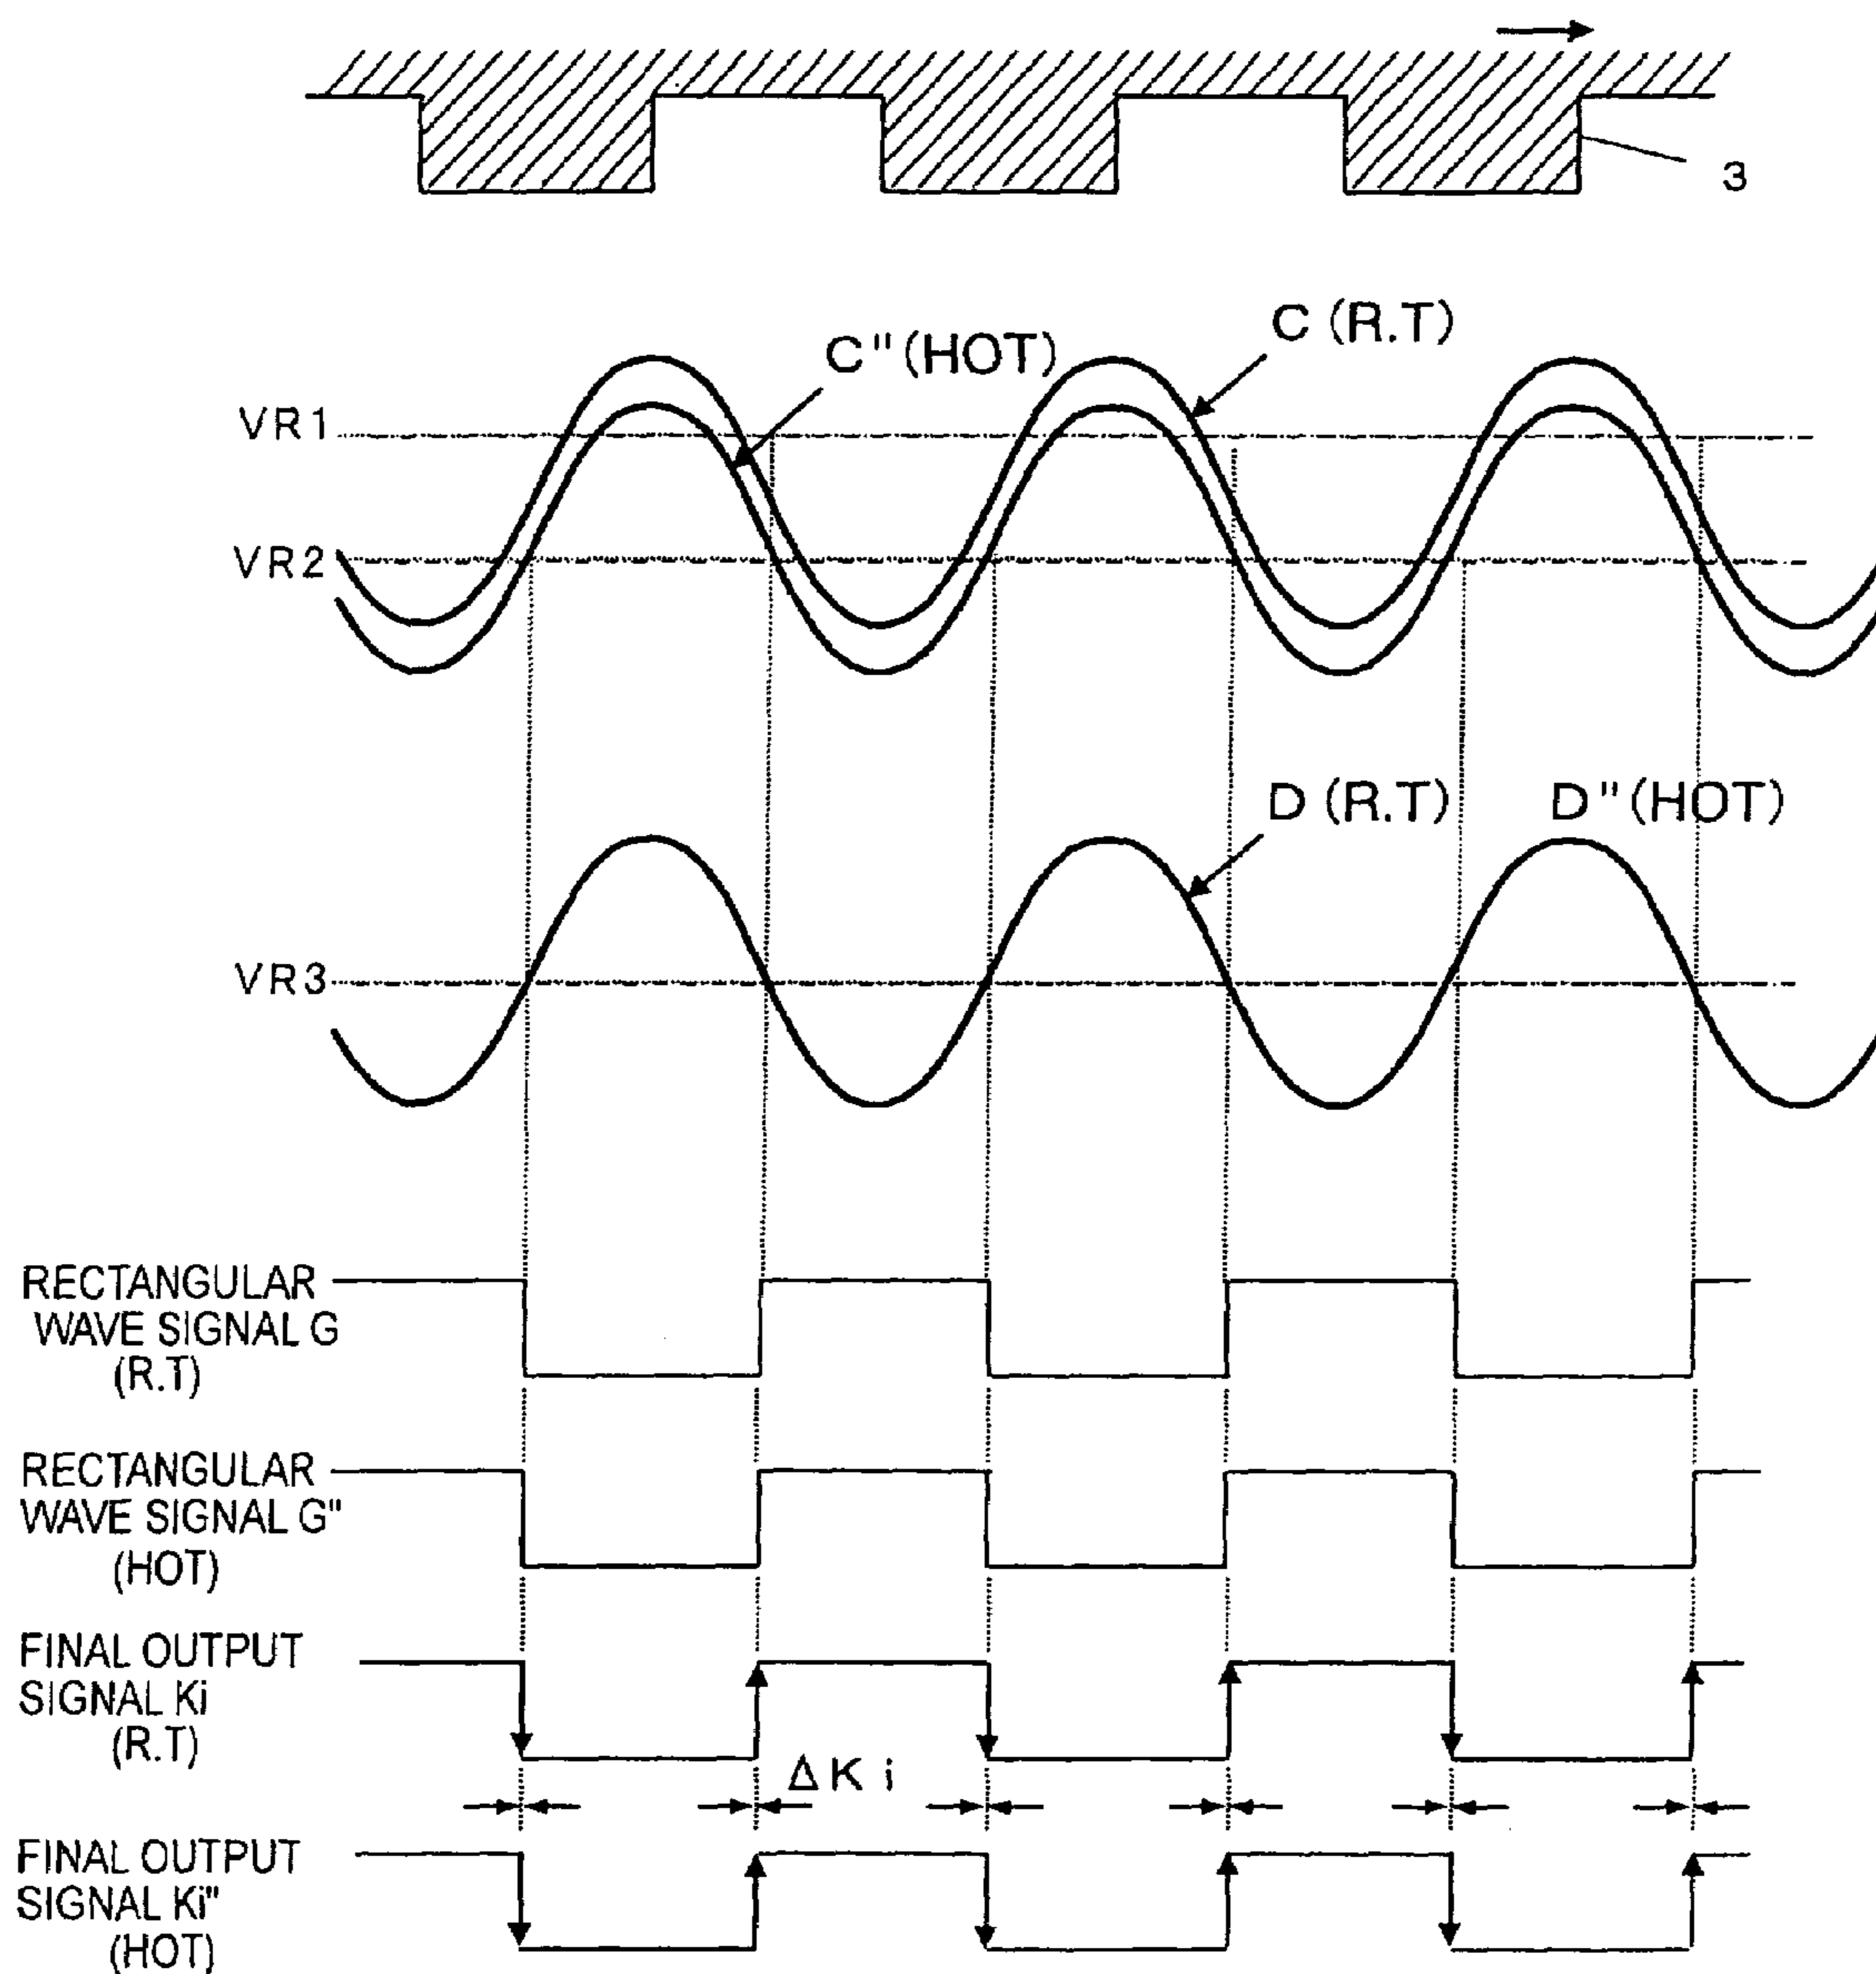 3
C (R.T)
C" (HOT)
VR1
VR2
D (R.T)
D" (HOT)
VR3
RECTANGULAR
WAVE SIGNAL G
(R.T)
RECTANGULAR
WAVE SIGNAL G"
(HOT)
FINAL OUTPUT
SIGNAL Ki
(R.T)
ΔKi
FINAL OUTPUT
SIGNAL Ki"
(HOT)